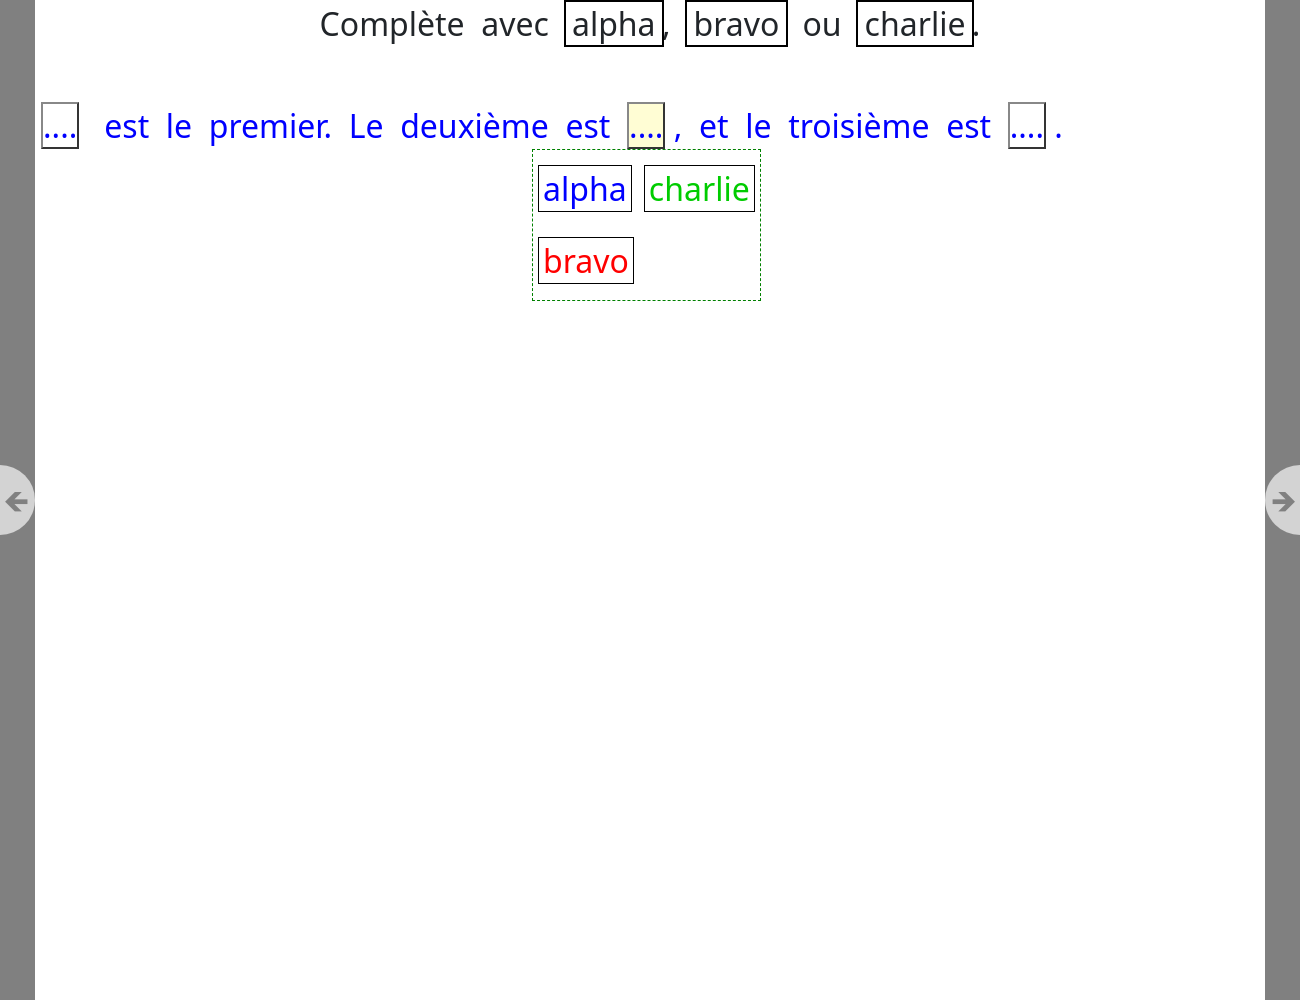 Complète avec alpha, bravo ou charlie.
.... est le premier. Le deuxième est ...., et le troisième est .... .
alpha charlie
bravo